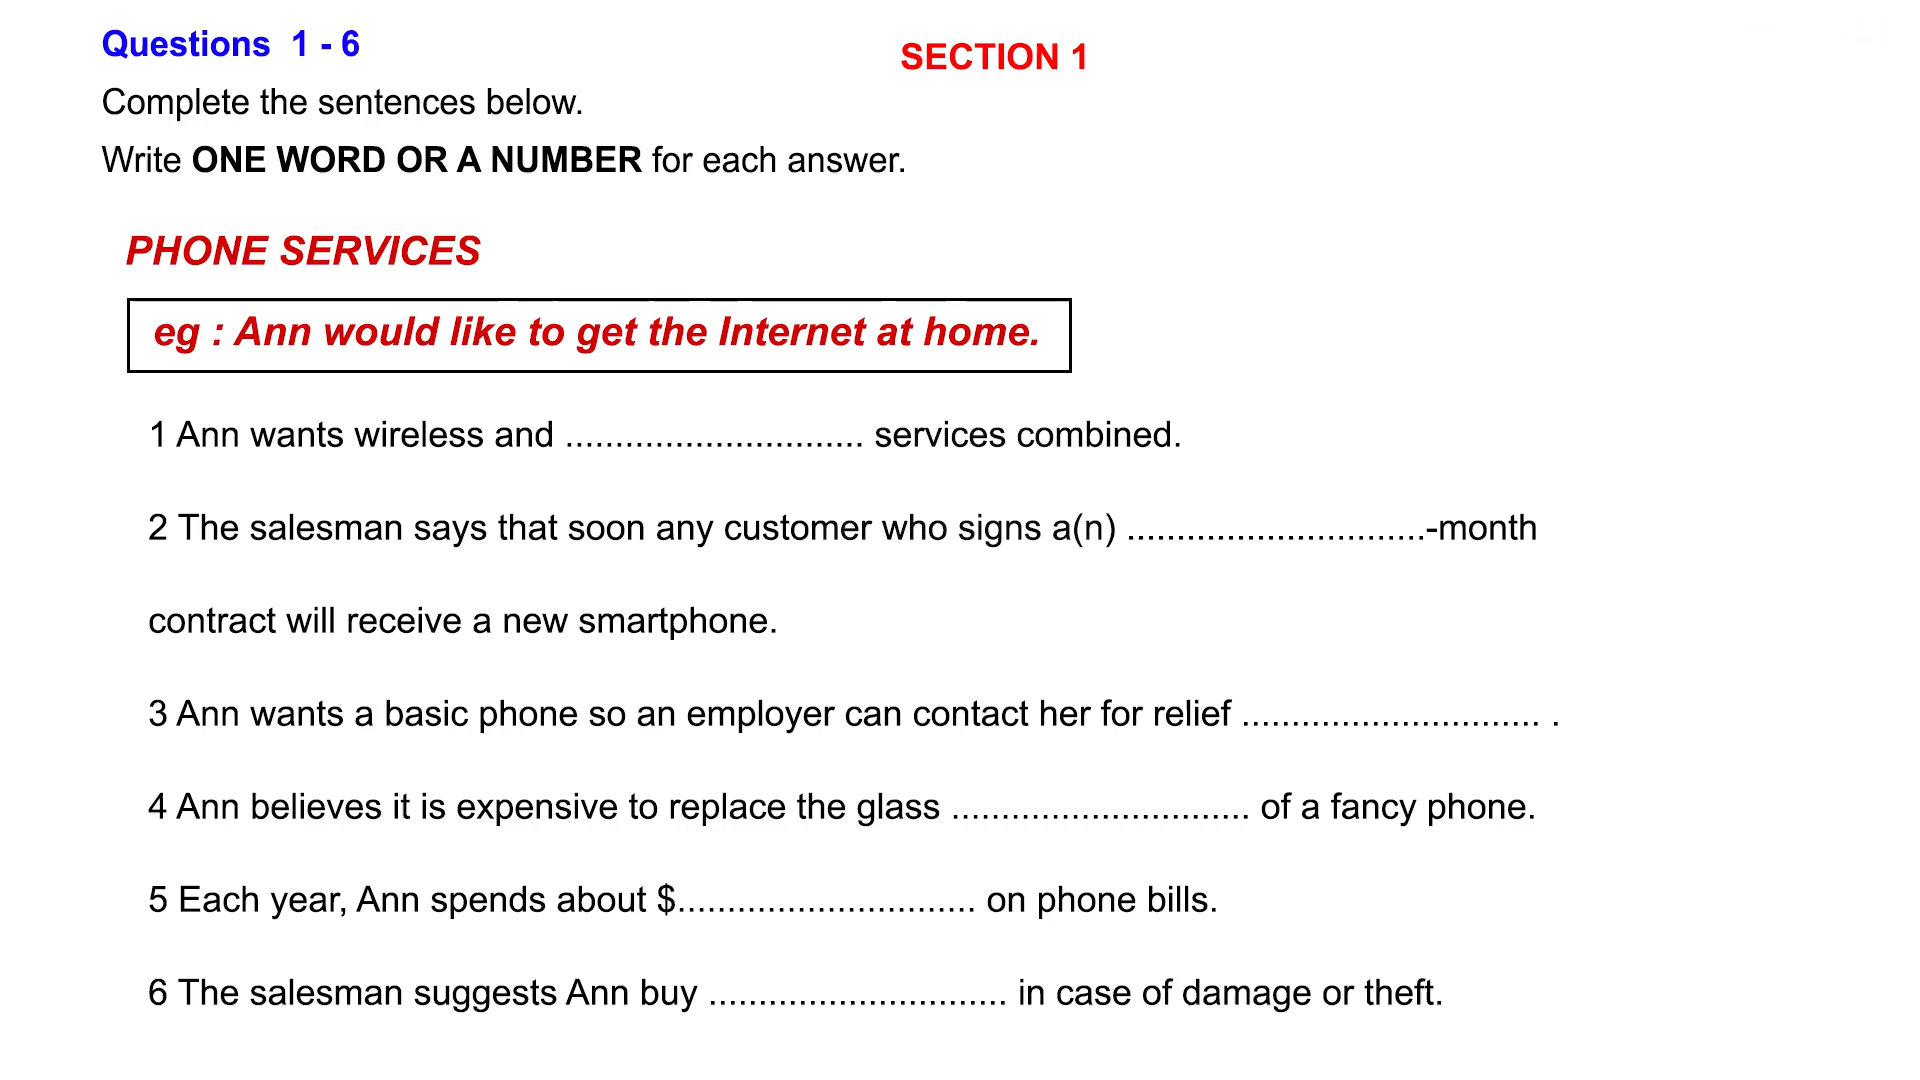 Questions 1 - 6
SECTION 1
Complete the sentences below.
Write ONE WORD OR A NUMBER for each answer.
PHONE SERVICES
eg : Ann would like to get the Internet at home.
1 Ann wants wireless and .............................. services combined.
2 The salesman says that soon any customer who signs a(n) ..............................-month
contract will receive a new smartphone.
3 Ann wants a basic phone so an employer can contact her for relief .............................. .
4 Ann believes it is expensive to replace the glass .............................. of a fancy phone.
5 Each year, Ann spends about $.............................. on phone bills.
6 The salesman suggests Ann buy .............................. in case of damage or theft.